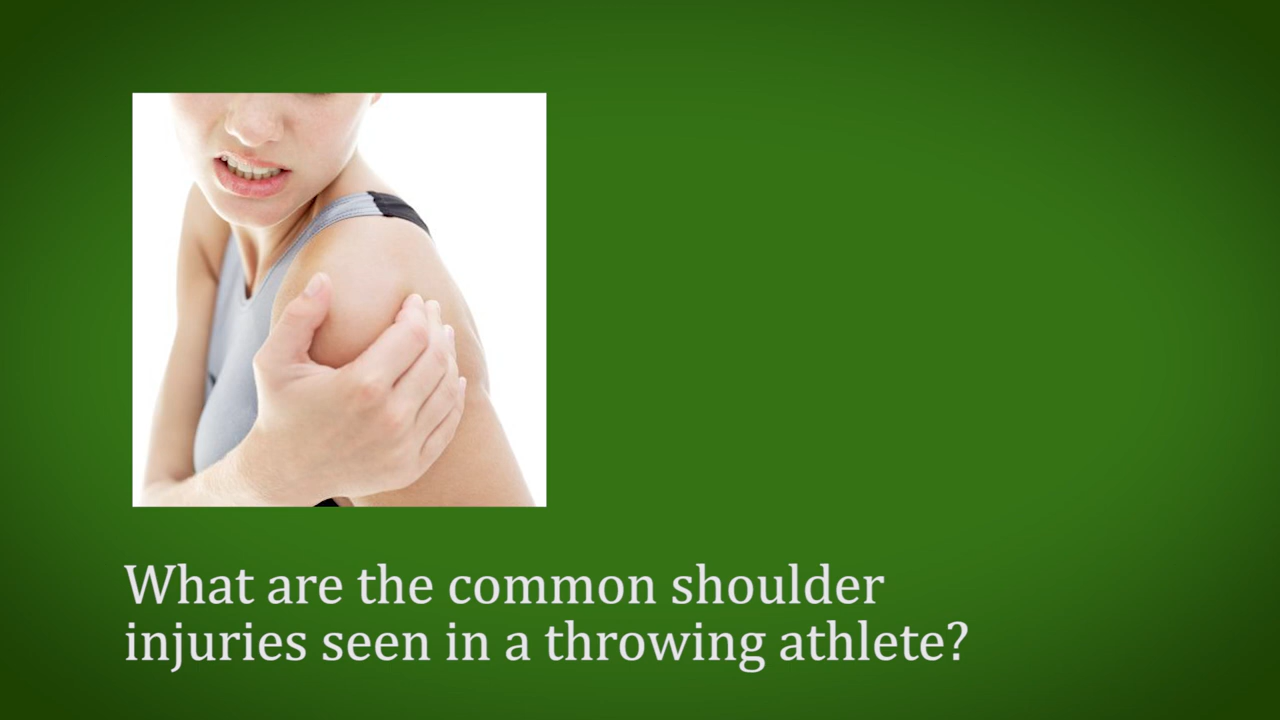 What are the common shoulder
injuries seen in a throwing athlete?